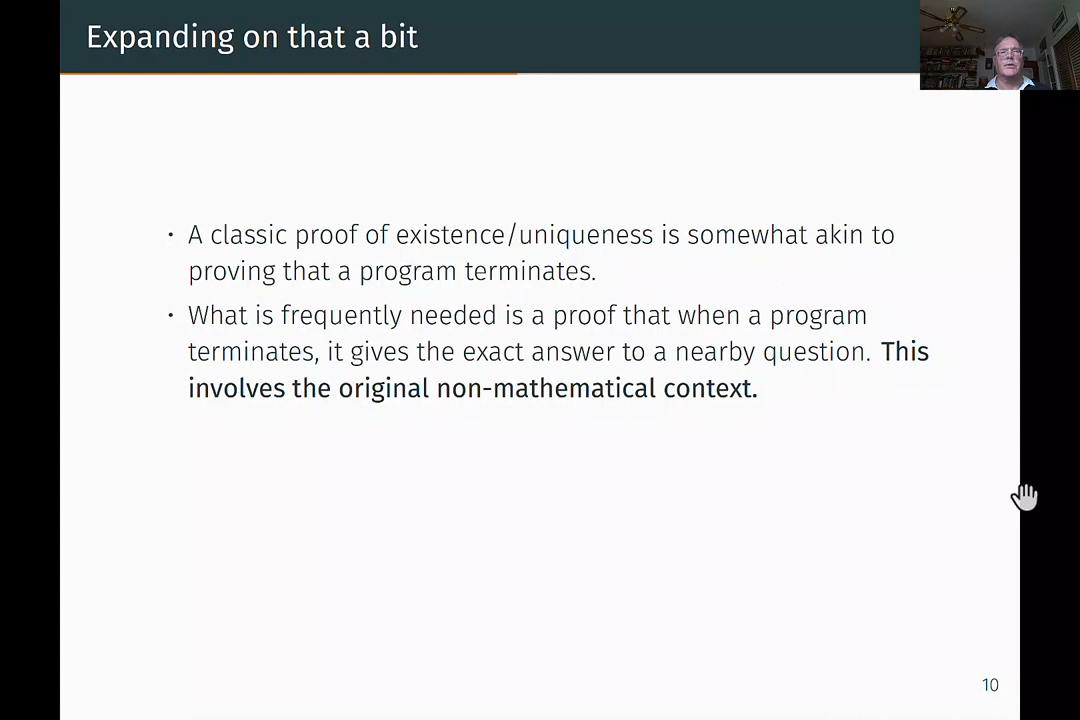 Expanding on that a bit
• A classic proof of existence/uniqueness is somewhat akin to
proving that a program terminates.
• What is frequently needed is a proof that when a program
terminates, it gives the exact answer to a nearby question. This
involves the original non-mathematical context.
10